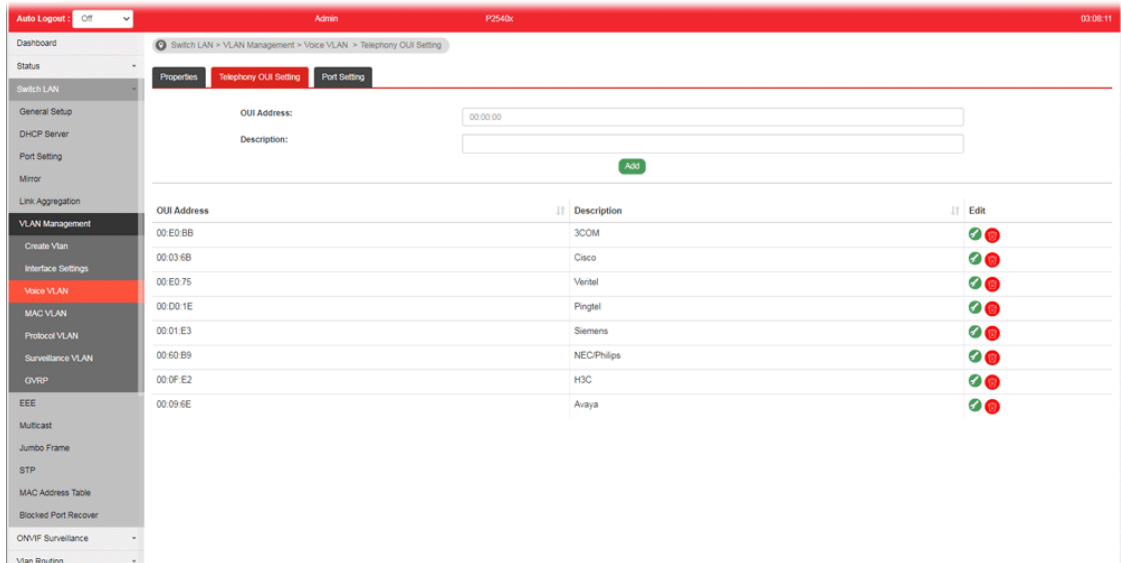 Auto Logout : Off Admin P2540x 03:08:11
Dashboard
Switch LAN > VLAN Management > Voice VLAN > Telephony OUI Setting
Status
Properties Telephony OUI Setting Port Setting
Switch LAN
General Setup
OUI Address: 00:00:00
DHCP Server
Description:
Port Setting
Add
Mirror
Link Aggregation
OUI Address Description Edit
VLAN Management
00:E0:BB 3COM
Create Vlan
00:03:6B Cisco
Interface Settings
00:E0:75 Veritel
Voice VLAN
00:D0:1E Pingtel
MAC VLAN
00:01:E3 Siemens
Protocol VLAN
00:60:B9 NEC/Philips
Surveillance VLAN
00:0F:E2 H3C
GVRP
00:09:6E Avaya
EEE
Multicast
Jumbo Frame
STP
MAC Address Table
Blocked Port Recover
ONVIF Surveillance
Vlan Routing